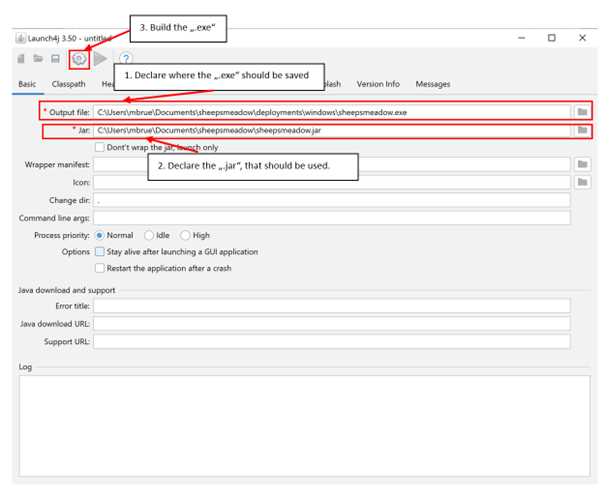 3. Build the „.exe“
Launch4j 3.50 - untitled
1. Declare where the „.exe“ should be saved
Basic Classpath Version Info Messages
* Output file: C:\Users\mbrue\Documents\sheepsmeadow\deployments\windows\sheepsmeadow.exe
* Jar: C:\Users\mbrue\Documents\sheepsmeadow\sheepsmeadow.jar
Don't wrap the jar, launch only
2. Declare the „.jar“, that should be used.
Wrapper manifest:
Icon:
Change dir: .
Command line args:
Process priority: Normal Idle High
Options Stay alive after launching a GUI application
Restart the application after a crash
Java download and support
Error title:
Java download URL:
Support URL:
Log